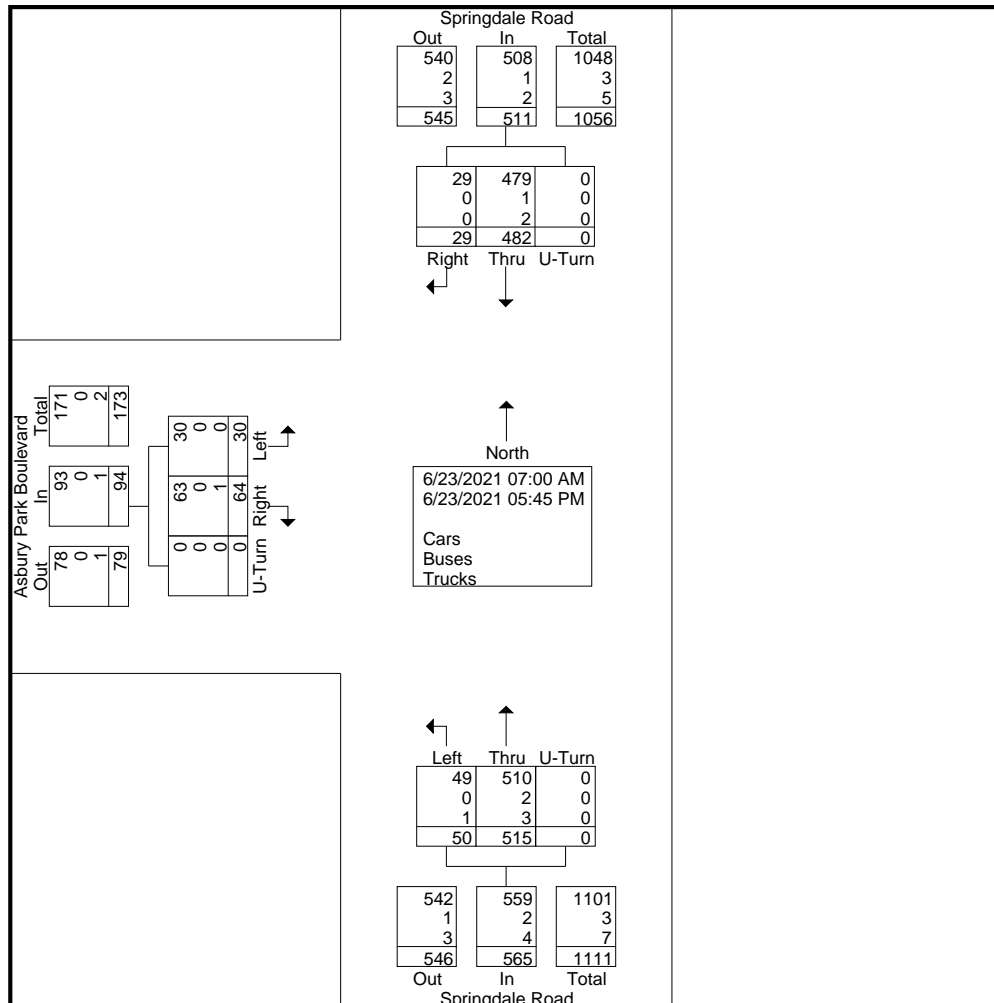 Springdale Road
Out In Total
540 508 1048
2 1 3
3 2 5
545 511 1056
29 479 0
0 1 0
0 2 0
29 482 0
Right Thru U-Turn
Asbury Park Boulevard
Total
171 0 2 173
In
93 0 1 94
Out
78 0 1 79
30 0 0 30
Left
63 0 1 64
Right
0 0 0 0
U-Turn
North
6/23/2021 07:00 AM
6/23/2021 05:45 PM
Cars
Buses
Trucks
Left Thru U-Turn
49 510 0
0 2 0
1 3 0
50 515 0
542 559 1101
1 2 3
3 4 7
546 565 1111
Out In Total
Springdale Road